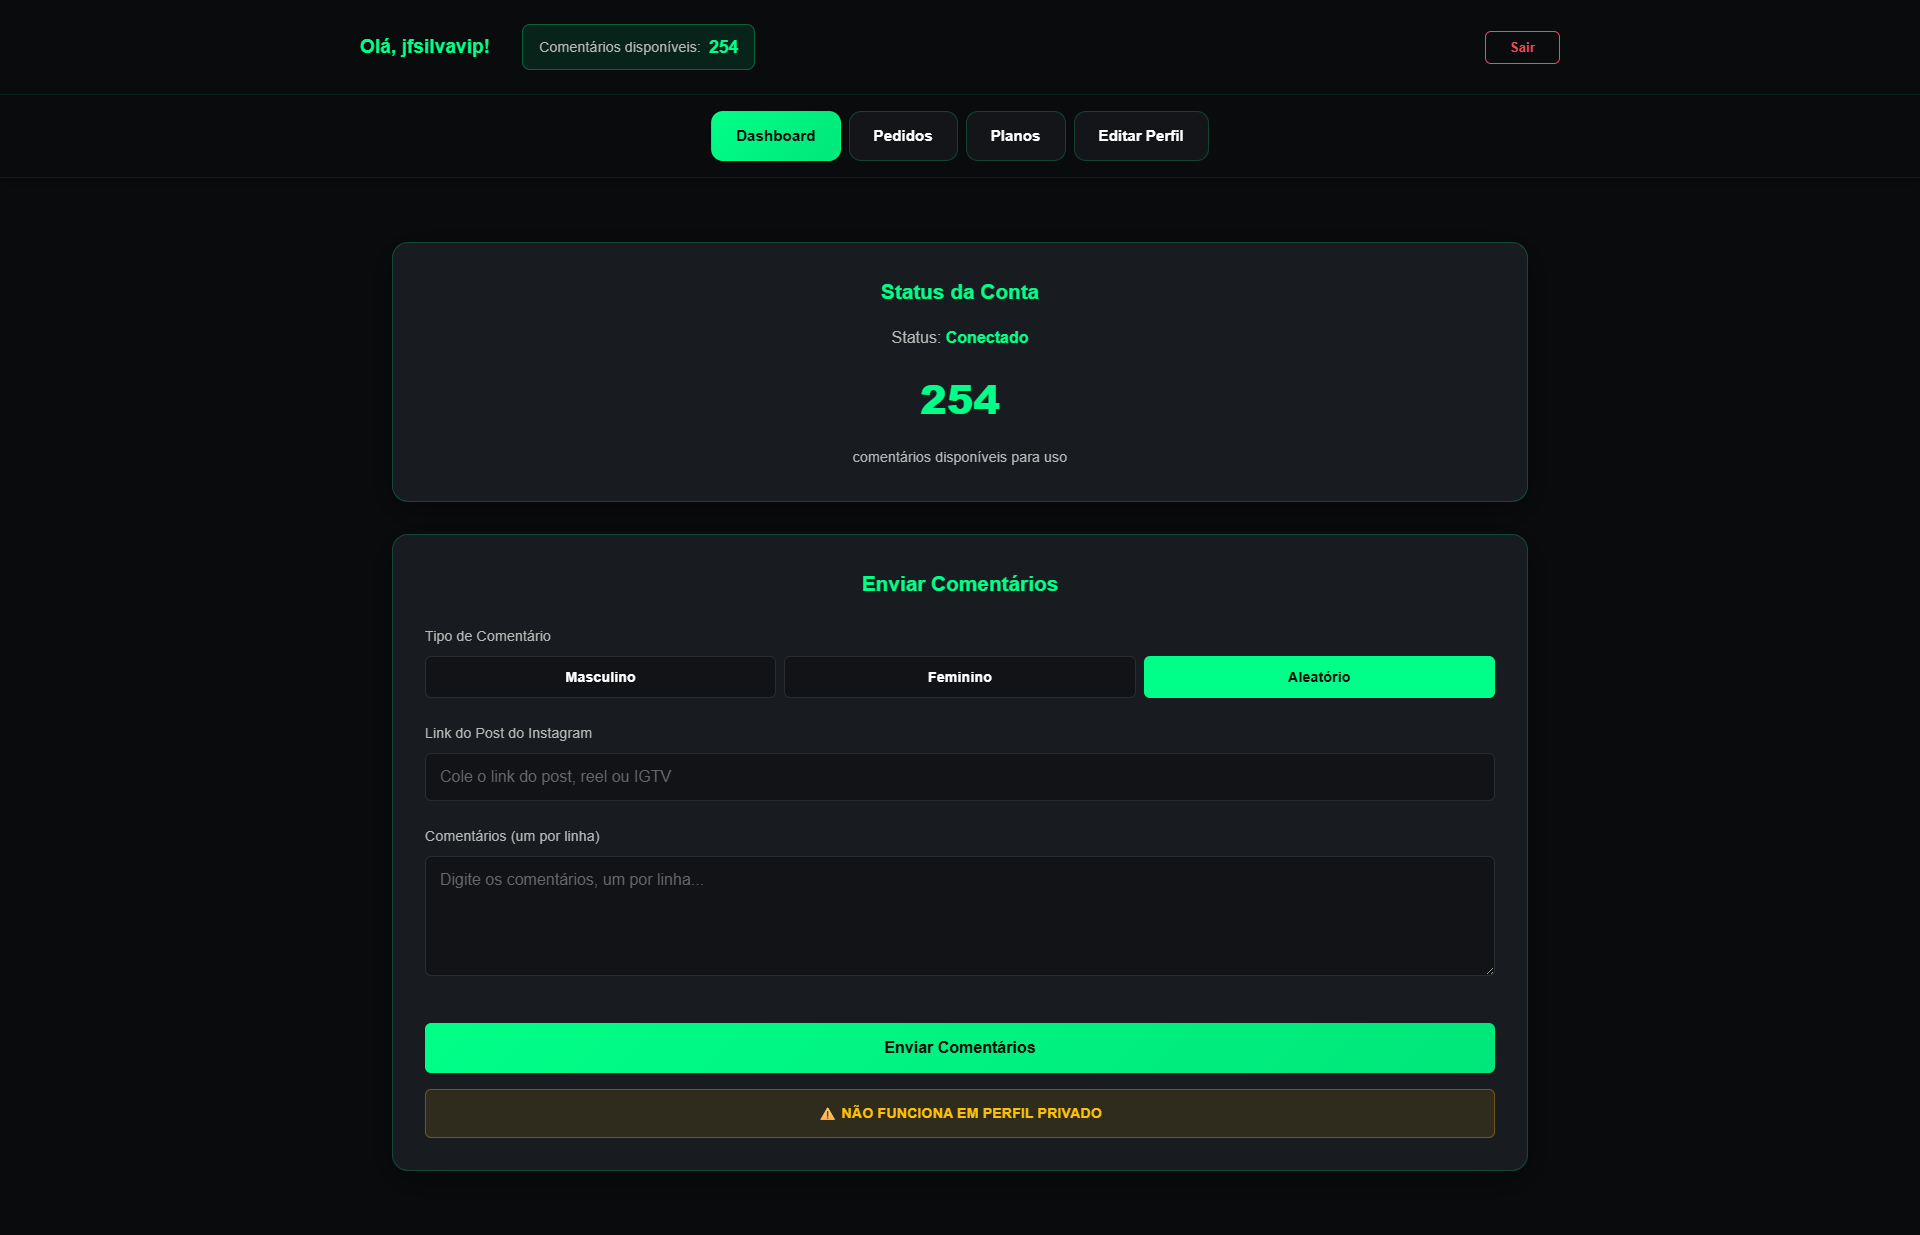 Olá, jfsilvavip!
Comentários disponíveis: 254
Sair
Dashboard
Pedidos
Planos
Editar Perfil
Status da Conta
Status: Conectado
254
comentários disponíveis para uso
Enviar Comentários
Tipo de Comentário
Masculino
Feminino
Aleatório
Link do Post do Instagram
Cole o link do post, reel ou IGTV
Comentários (um por linha)
Digite os comentários, um por linha...
Enviar Comentários
⚠ NÃO FUNCIONA EM PERFIL PRIVADO